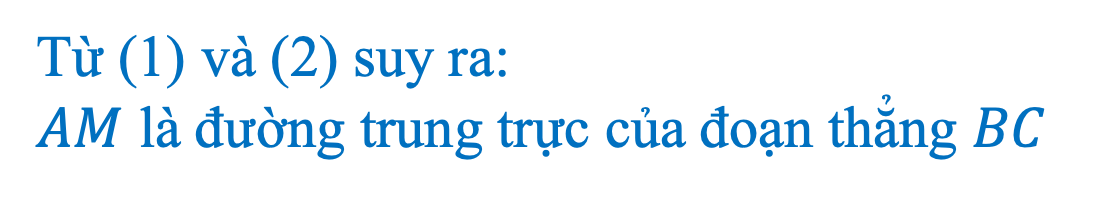 Từ (1) và (2) suy ra:
AM là đường trung trực của đoạn thẳng BC